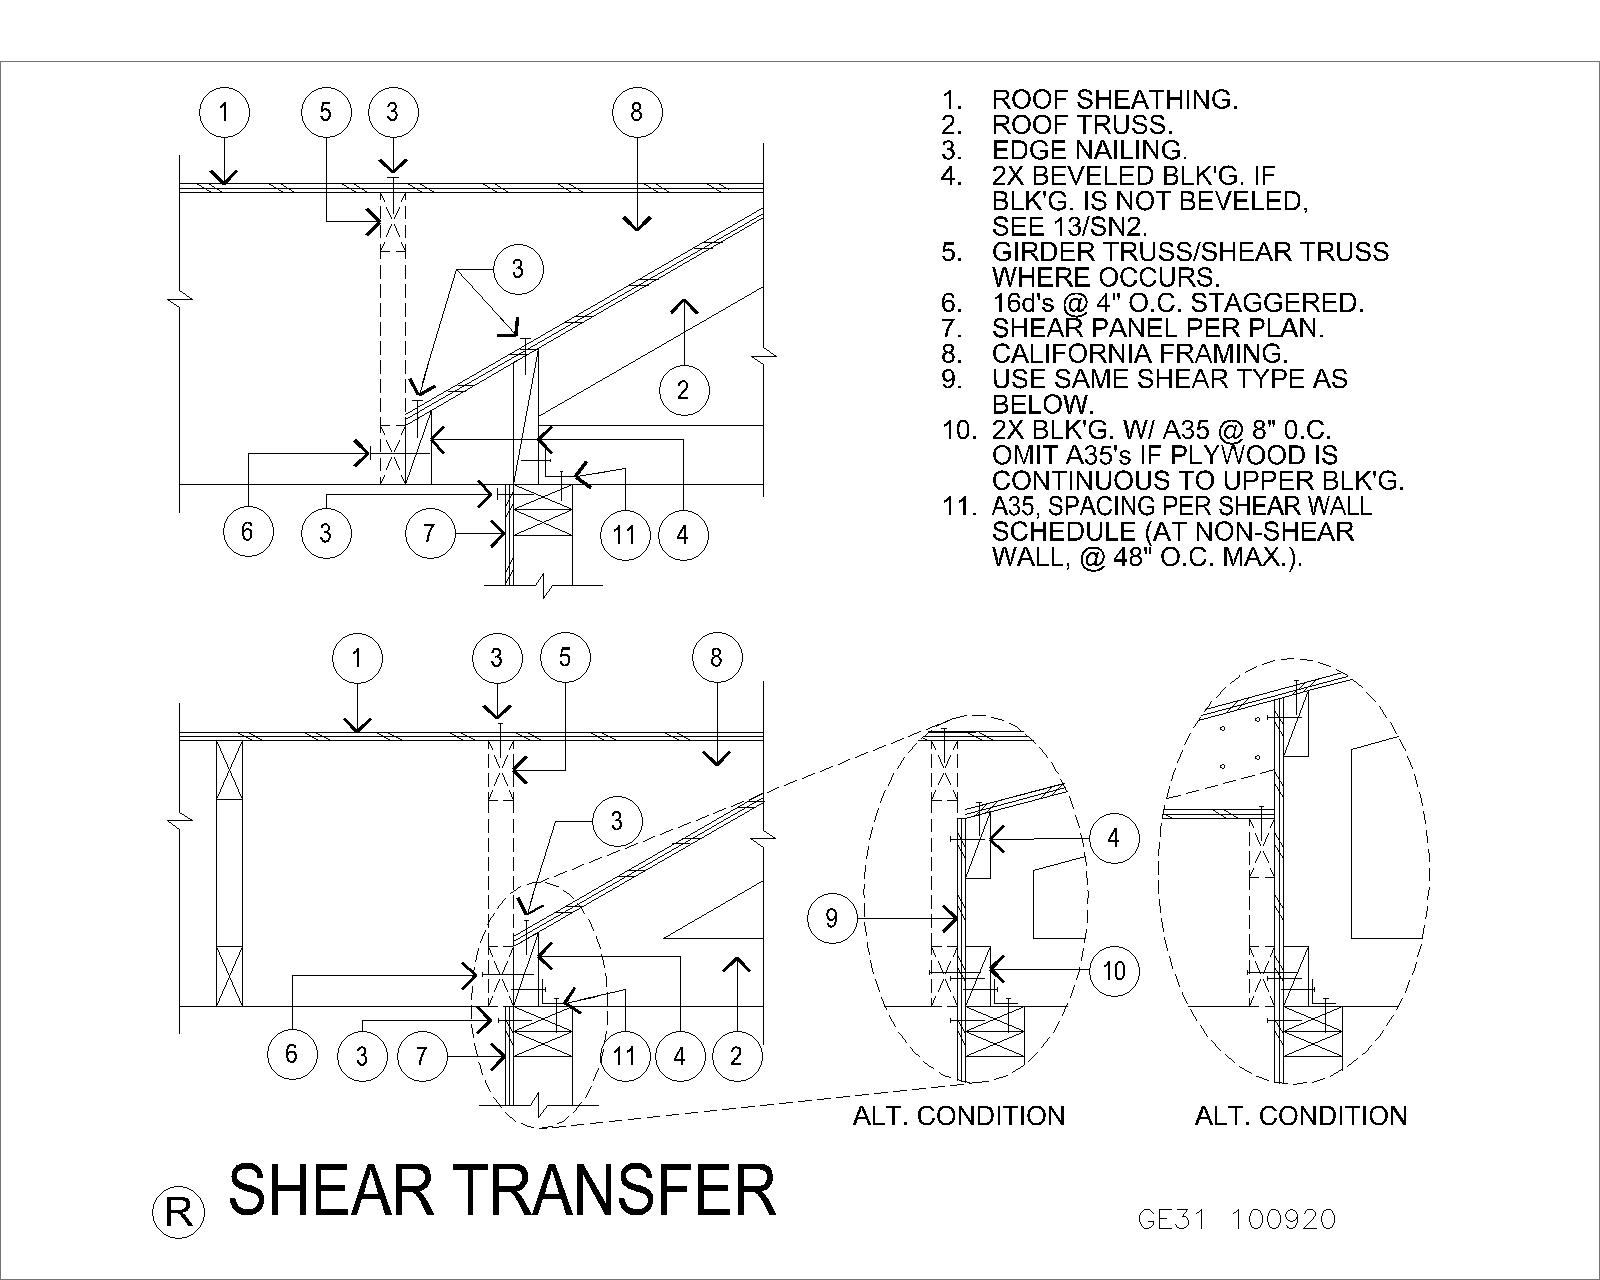 1 5 3 8
1. ROOF SHEATHING.
2. ROOF TRUSS.
3. EDGE NAILING.
4. 2X BEVELED BLK'G. IF
BLK'G. IS NOT BEVELED,
SEE 13/SN2.
5. GIRDER TRUSS/SHEAR TRUSS
WHERE OCCURS.
6. 16d's @ 4" O.C. STAGGERED.
7. SHEAR PANEL PER PLAN.
8. CALIFORNIA FRAMING.
9. USE SAME SHEAR TYPE AS
BELOW.
10. 2X BLK'G. W/ A35 @ 8" 0.C.
OMIT A35's IF PLYWOOD IS
CONTINUOUS TO UPPER BLK'G.
11. A35, SPACING PER SHEAR WALL
SCHEDULE (AT NON-SHEAR
WALL, @ 48" O.C. MAX.).
3
2
6 3 7 11 4
1 3 5 8
3
4
9
10
6 3 7 11 4 2
ALT. CONDITION
ALT. CONDITION
R SHEAR TRANSFER
GE31 100920